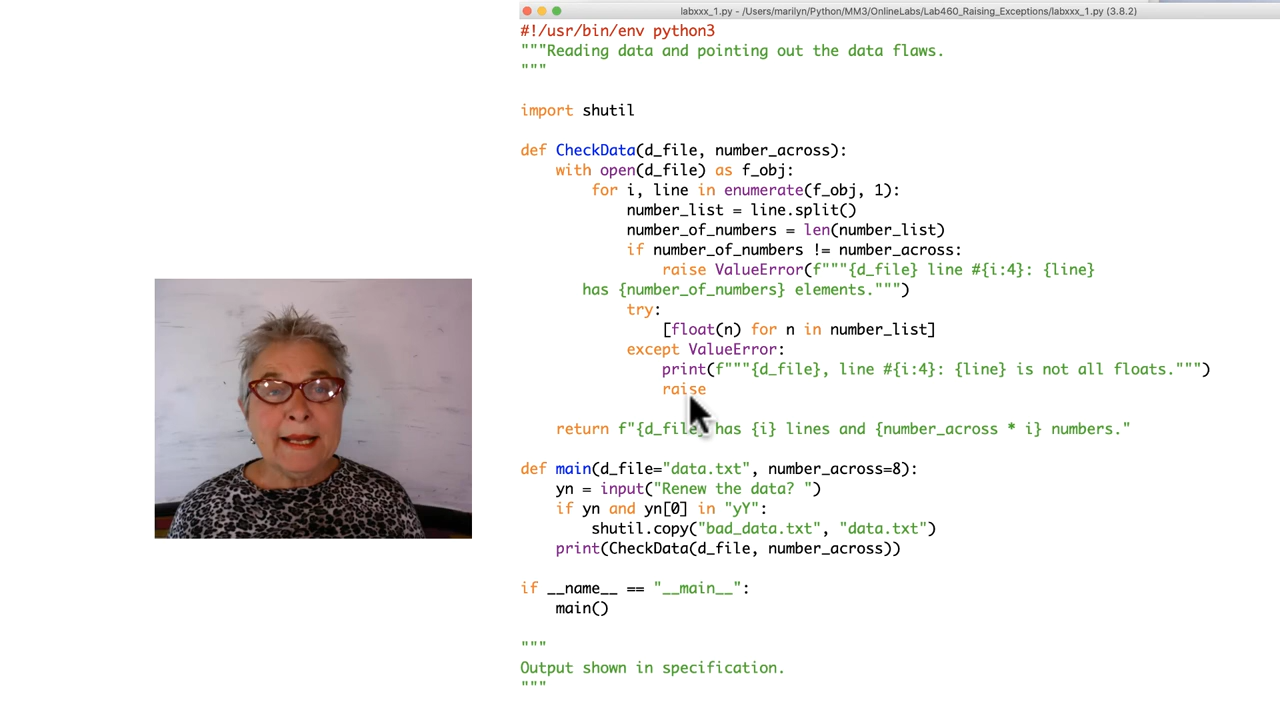 labxxx_1.py - /Users/marilyn/Python/MM3/OnlineLabs/Lab460_Raising_Exceptions/labxxx_1.py (3.8.2)
#!/usr/bin/env python3
"""Reading data and pointing out the data flaws.
"""
import shutil
def CheckData(d_file, number_across):
    with open(d_file) as f_obj:
        for i, line in enumerate(f_obj, 1):
            number_list = line.split()
            number_of_numbers = len(number_list)
            if number_of_numbers != number_across:
                raise ValueError(f"""{d_file} line #{i:4}: {line}
       has {number_of_numbers} elements.""")
            try:
                [float(n) for n in number_list]
            except ValueError:
                print(f"""{d_file}, line #{i:4}: {line} is not all floats.""")
                raise
    return f"{d_file} has {i} lines and {number_across * i} numbers."
def main(d_file="data.txt", number_across=8):
    yn = input("Renew the data? ")
    if yn and yn[0] in "yY":
        shutil.copy("bad_data.txt", "data.txt")
    print(CheckData(d_file, number_across))
if __name__ == "__main__":
    main()
"""
Output shown in specification.
"""